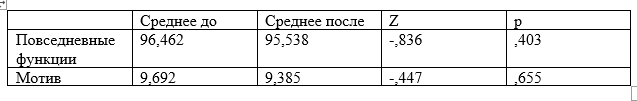 Среднее до Среднее после Z p
Повседневные 96,462 95,538 -,836 ,403
функции
Мотив 9,692 9,385 -,447 ,655